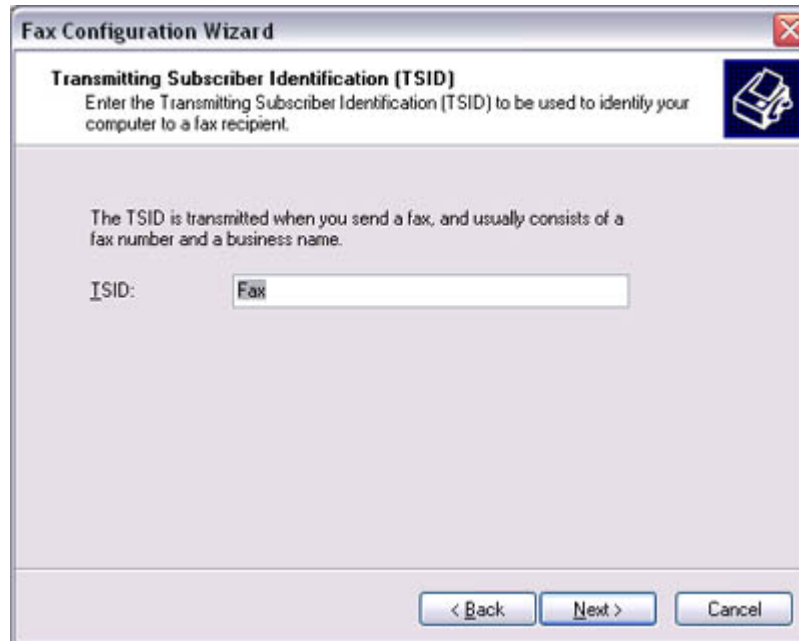 Fax Configuration Wizard
Transmitting Subscriber Identification (TSID)
Enter the Transmitting Subscriber Identification (TSID) to be used to identify your
computer to a fax recipient.
The TSID is transmitted when you send a fax, and usually consists of a
fax number and a business name.
TSID: Fax
< Back Next > Cancel